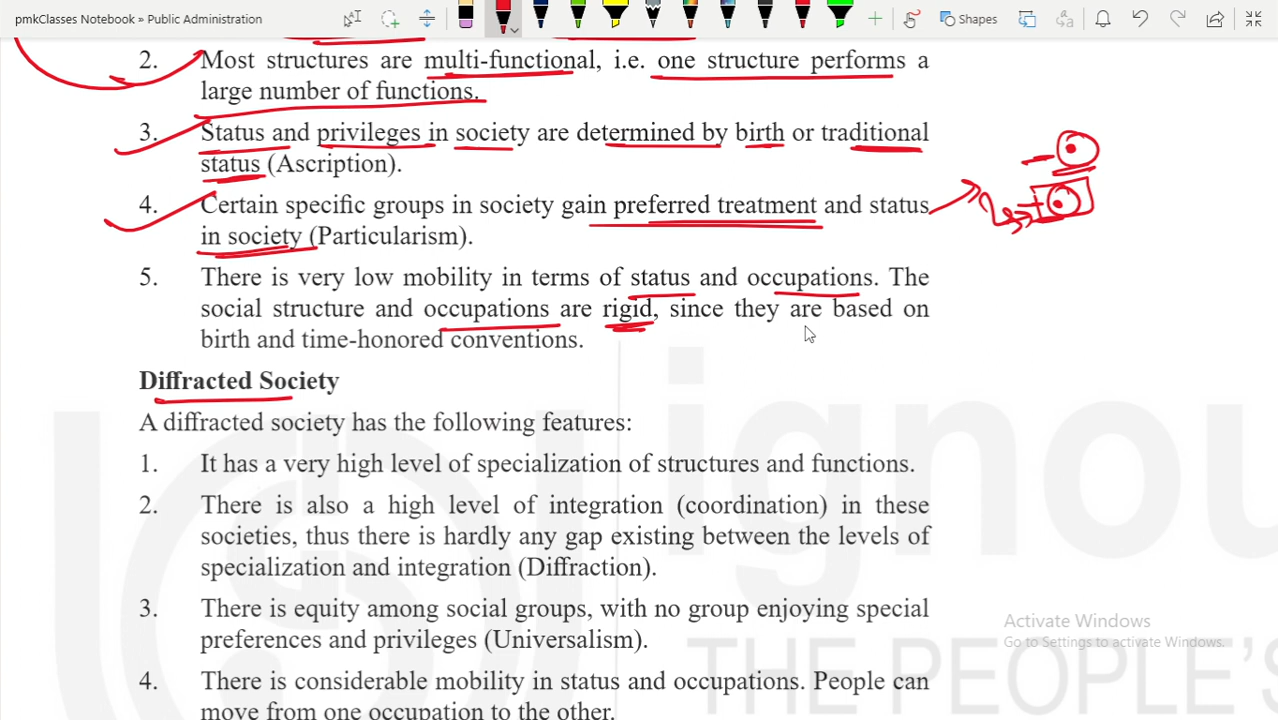 pmkClasses Notebook » Public Administration
Shapes
2. Most structures are multi-functional, i.e. one structure performs a
large number of functions.
3. Status and privileges in society are determined by birth or traditional
status (Ascription).
4. Certain specific groups in society gain preferred treatment and status
in society (Particularism).
5. There is very low mobility in terms of status and occupations. The
social structure and occupations are rigid, since they are based on
birth and time-honored conventions.
Diffracted Society
A diffracted society has the following features:
1. It has a very high level of specialization of structures and functions.
2. There is also a high level of integration (coordination) in these
societies, thus there is hardly any gap existing between the levels of
specialization and integration (Diffraction).
3. There is equity among social groups, with no group enjoying special
preferences and privileges (Universalism).
4. There is considerable mobility in status and occupations. People can
move from one occupation to the other.
ignou
THE PEOPLE'S
Activate Windows
Go to Settings to activate Windows.